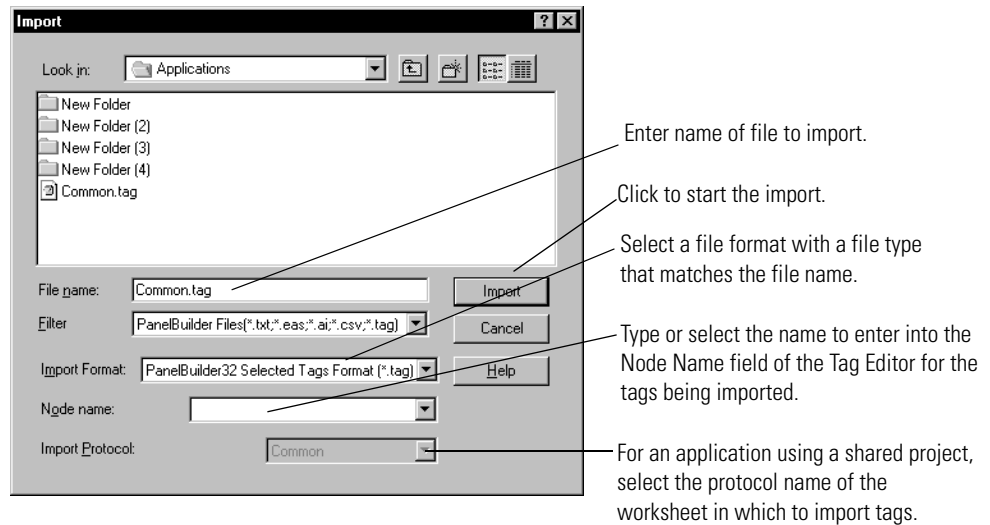 Import
Look in:
Applications
New Folder
New Folder (2)
New Folder (3)
New Folder (4)
Common.tag
File name:
Common.tag
Import
Filter
PanelBuilder Files(*.txt;*.eas;*.ai;*.csv;*.tag)
Cancel
Import Format:
PanelBuilder32 Selected Tags Format (*.tag)
Help
Node name:
Import Protocol:
Common
Enter name of file to import.
Click to start the import.
Select a file format with a file type
that matches the file name.
Type or select the name to enter into the
Node Name field of the Tag Editor for the
tags being imported.
For an application using a shared project,
select the protocol name of the
worksheet in which to import tags.